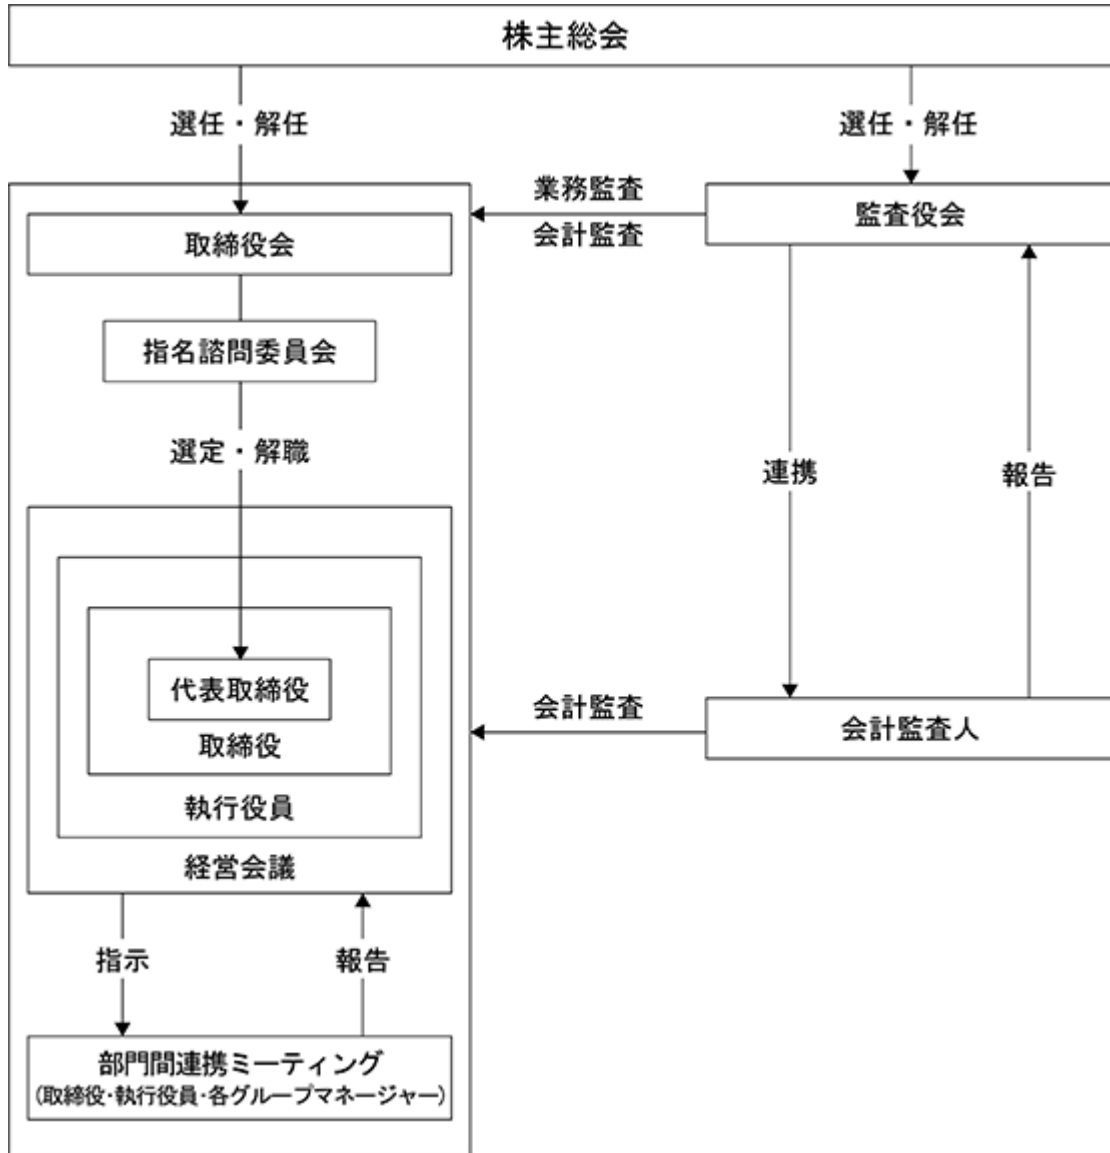 株主総会
選任・解任
選任・解任
業務監査
会計監査
監査役会
取締役会
指名諮問委員会
選定・解職
連携
報告
代表取締役
取締役
執行役員
経営会議
会計監査
会計監査人
指示
報告
部門間連携ミーティング
(取締役・執行役員・各グループマネージャー)